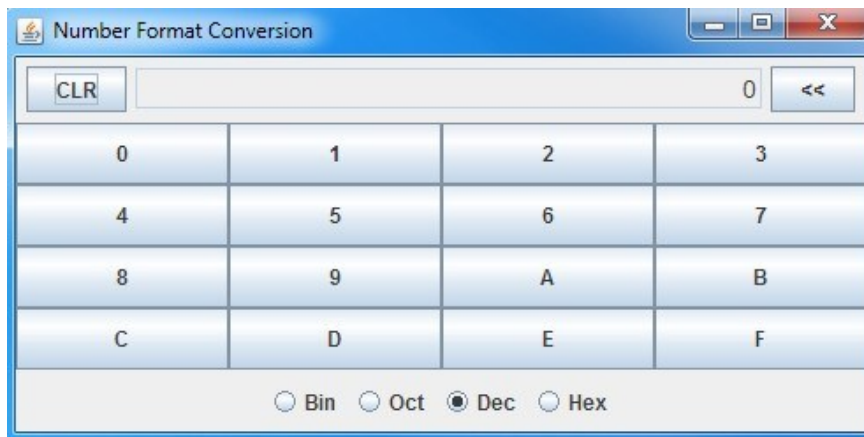 Number Format Conversion
CLR 0 <<
0 1 2 3
4 5 6 7
8 9 A B
C D E F
Bin Oct Dec Hex